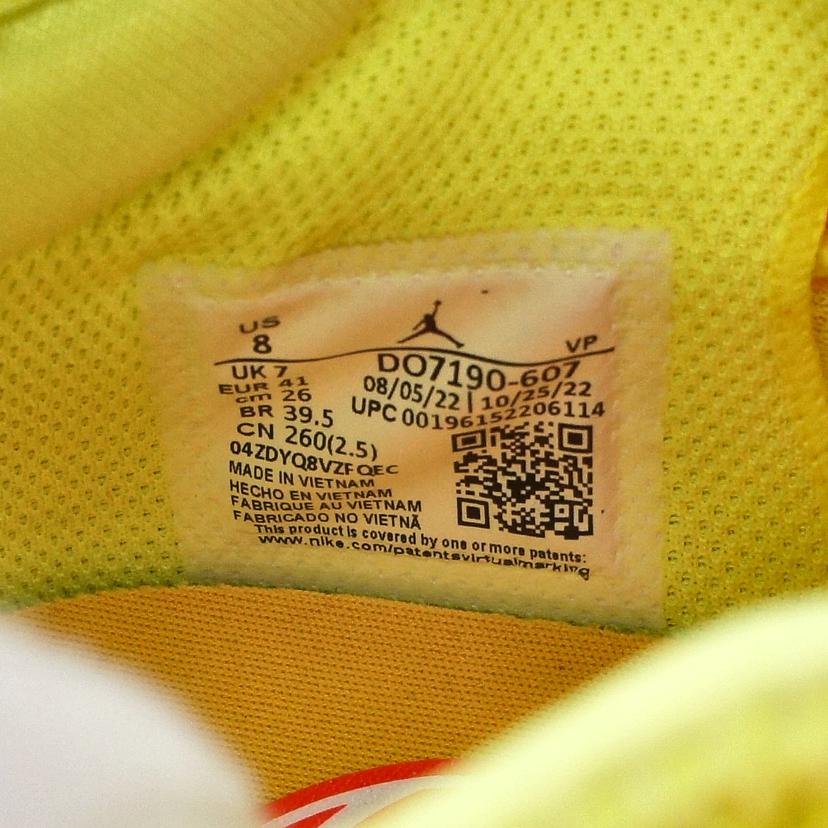 US
8
VP
UK 7
EUR 41
cm 26
BR 39.5
CN 260(2.5)
DO7190-607
08/05/22 | 10/25/22
UPC 00196152206114
04ZDYQ8VZFQEC
MADE IN VIETNAM
HECHO EN VIETNAM
FABRIQUE AU VIETNAM
FABRICADO NO VIETNÃ
This product is covered by one or more patents:
www.nike.com/patentsvirtualmarking